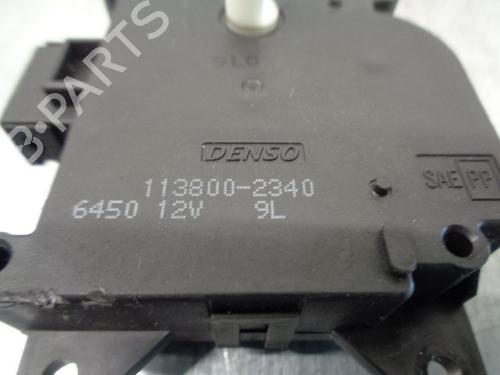 9L0
B-PARTS
DENSO
113800-2340
SAE PP
6450 12V 9L